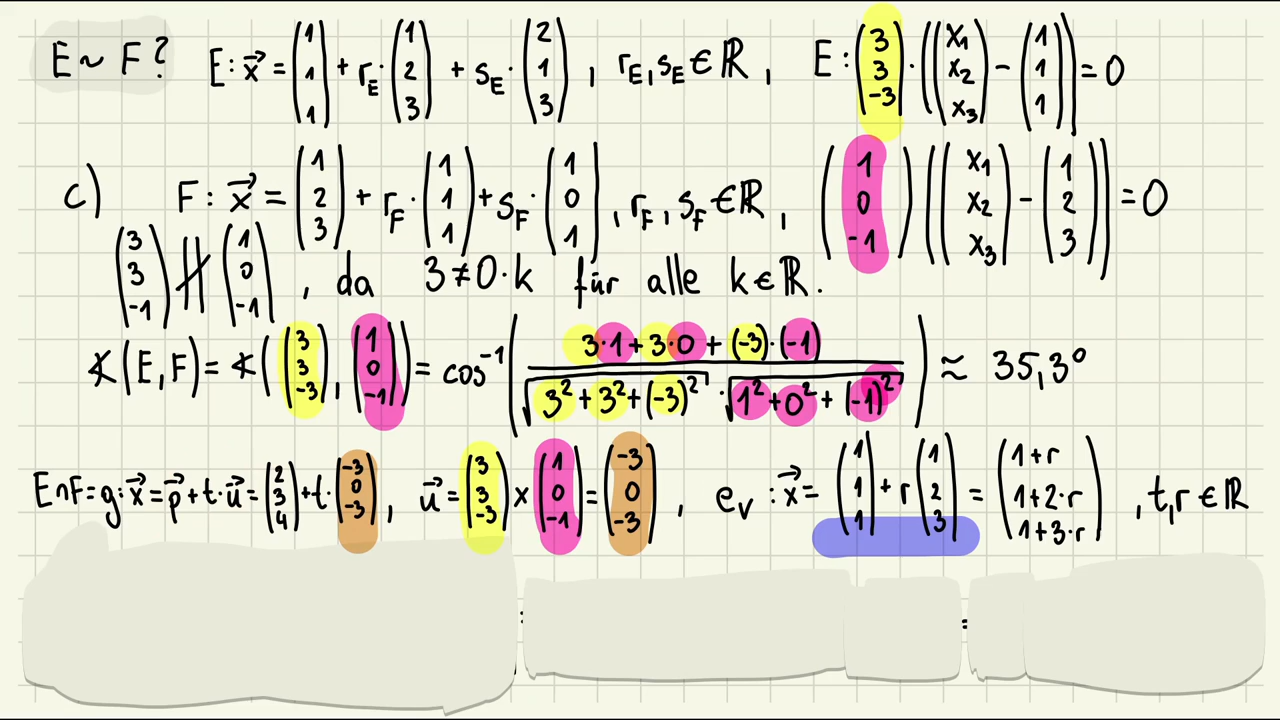 E ~ F? E: x⃗ = (1 1 1) + r_E · (1 2 3) + s_E · (2 1 3) , r_E, s_E ∈ ℝ , E: (3 3 -3) · ((x₁ x₂ x₃) - (1 1 1)) = 0
c) F: x⃗ = (1 2 3) + r_F · (1 1 1) + s_F · (1 0 1) , r_F, s_F ∈ ℝ , (1 0 -1) ((x₁ x₂ x₃) - (1 2 3)) = 0
(3 3 -1) ∦ (1 0 -1) , da 3 ≠ 0·k für alle k ∈ ℝ.
∢(E, F) = ∢((3 3 -3), (1 0 -1)) = cos⁻¹((3·1 + 3·0 + (-3)·(-1)) / (√(3² + 3² + (-3)²) · √(1² + 0² + (-1)²))) ≈ 35,3°
E∩F = g: x⃗ = p⃗ + t·u⃗ = (2 3 4) + t·(-3 0 -3) , u⃗ = (3 3 -3) × (1 0 -1) = (-3 0 -3) , e_v : x⃗ = (1 1 1) + r (1 2 3) = (1+r 1+2·r 1+3·r) , t,r ∈ ℝ